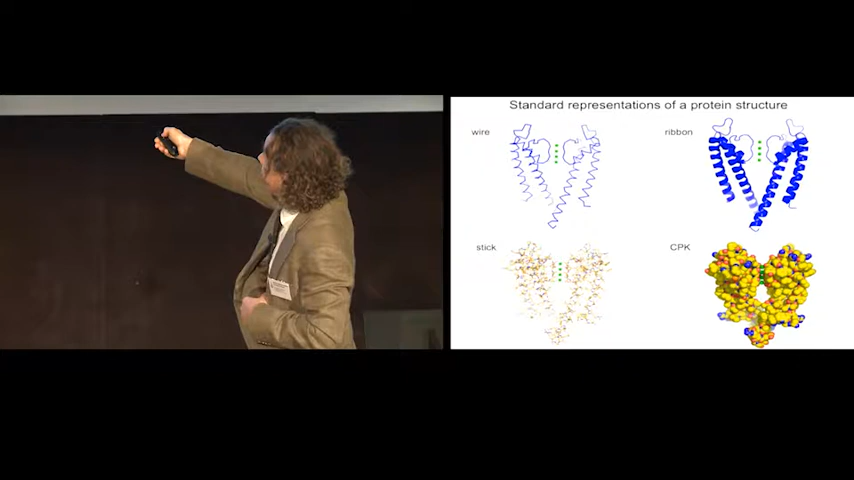 Standard representations of a protein structure
wire
ribbon
stick
CPK